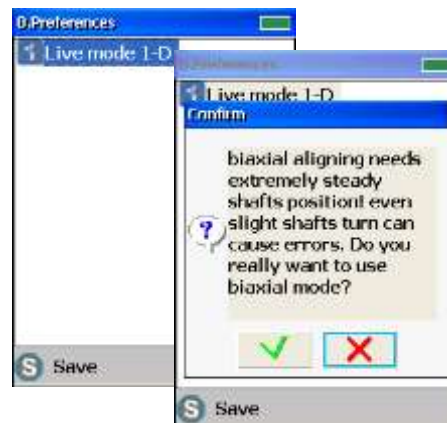 0.Preferences
1 Live mode 1-D
S Save
Live mode 1-D
Confirm
biaxial aligning needs
extremely steady
shafts position! even
slight shafts turn can
cause errors. Do you
really want to use
biaxial mode?
S Save